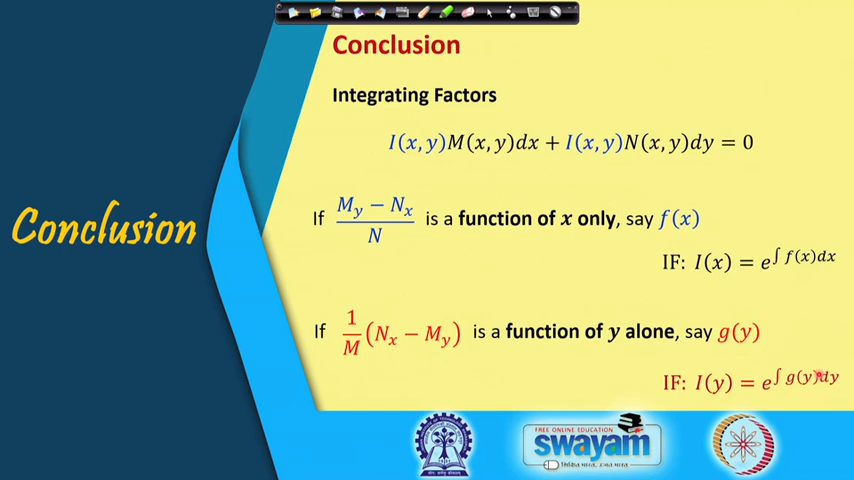 Conclusion
Integrating Factors
I(x, y)M(x, y)dx + I(x, y)N(x, y)dy = 0
If (M_y − N_x)/N is a function of x only, say f(x)
IF: I(x) = e^{∫ f(x)dx}
If 1/M (N_x − M_y) is a function of y alone, say g(y)
IF: I(y) = e^{∫ g(y)dy}
Conclusion
FREE ONLINE EDUCATION
swayam